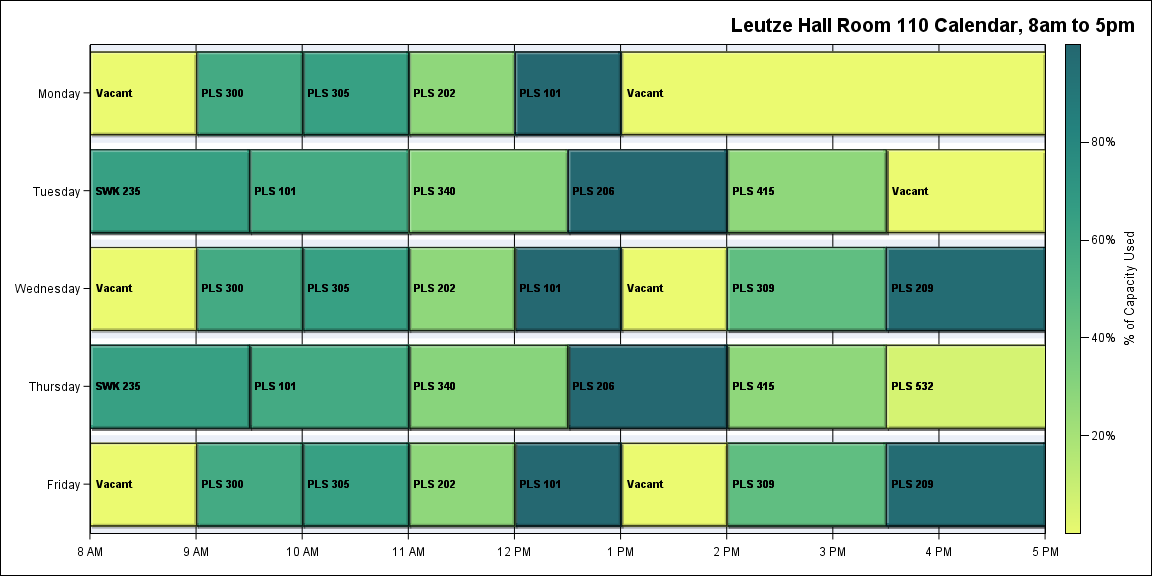 Leutze Hall Room 110 Calendar, 8am to 5pm
Monday
Vacant
PLS 300
PLS 305
PLS 202
PLS 101
Vacant
Tuesday
SWK 235
PLS 101
PLS 340
PLS 206
PLS 415
Vacant
Wednesday
Vacant
PLS 300
PLS 305
PLS 202
PLS 101
Vacant
PLS 309
PLS 209
Thursday
SWK 235
PLS 101
PLS 340
PLS 206
PLS 415
PLS 532
Friday
Vacant
PLS 300
PLS 305
PLS 202
PLS 101
Vacant
PLS 309
PLS 209
8 AM
9 AM
10 AM
11 AM
12 PM
1 PM
2 PM
3 PM
4 PM
5 PM
80%
60%
40%
20%
% of Capacity Used